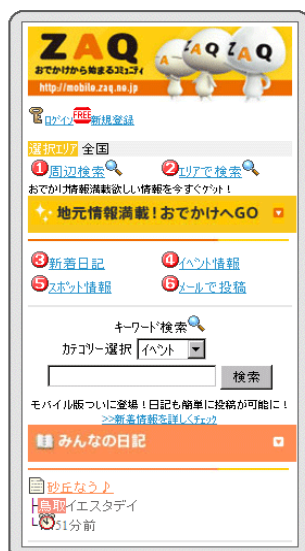 ZAQ
おでかけから始まるｺﾐｭﾆﾃｨ
http://mobile.zaq.ne.jp
ZAQ ZAQ
ﾛｸﾞｲﾝFREE新規登録
選択ｴﾘｱ 全国
1周辺検索 2ｴﾘｱで検索
おでかけ情報満載欲しい情報を今すぐｹﾞｯﾄ！
地元情報満載！おでかけへGO
3新着日記 4ｲﾍﾞﾝﾄ情報
5ｽﾎﾟｯﾄ情報 6ﾒｰﾙで投稿
ｷｰﾜｰﾄﾞ検索
ｶﾃｺﾞﾘｰ選択 ｲﾍﾞﾝﾄ
検索
モバイル版ついに登場！日記も簡単に投稿が可能に！
>>新着情報を詳しくﾁｪｯｸ
みんなの日記
砂丘なう♪
├鳥取イエスタデイ
└51分前